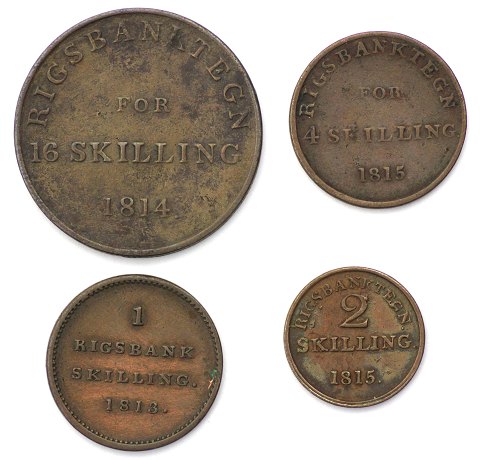 RIGSBANKTEGN
FOR
16 SKILLING
1814
RIGSBANKTEGN
FOR
4 SKILLING
1815
1
RIGSBANK
SKILLING.
1818.
RIGSBANKTEGN.
2
SKILLING.
1815.